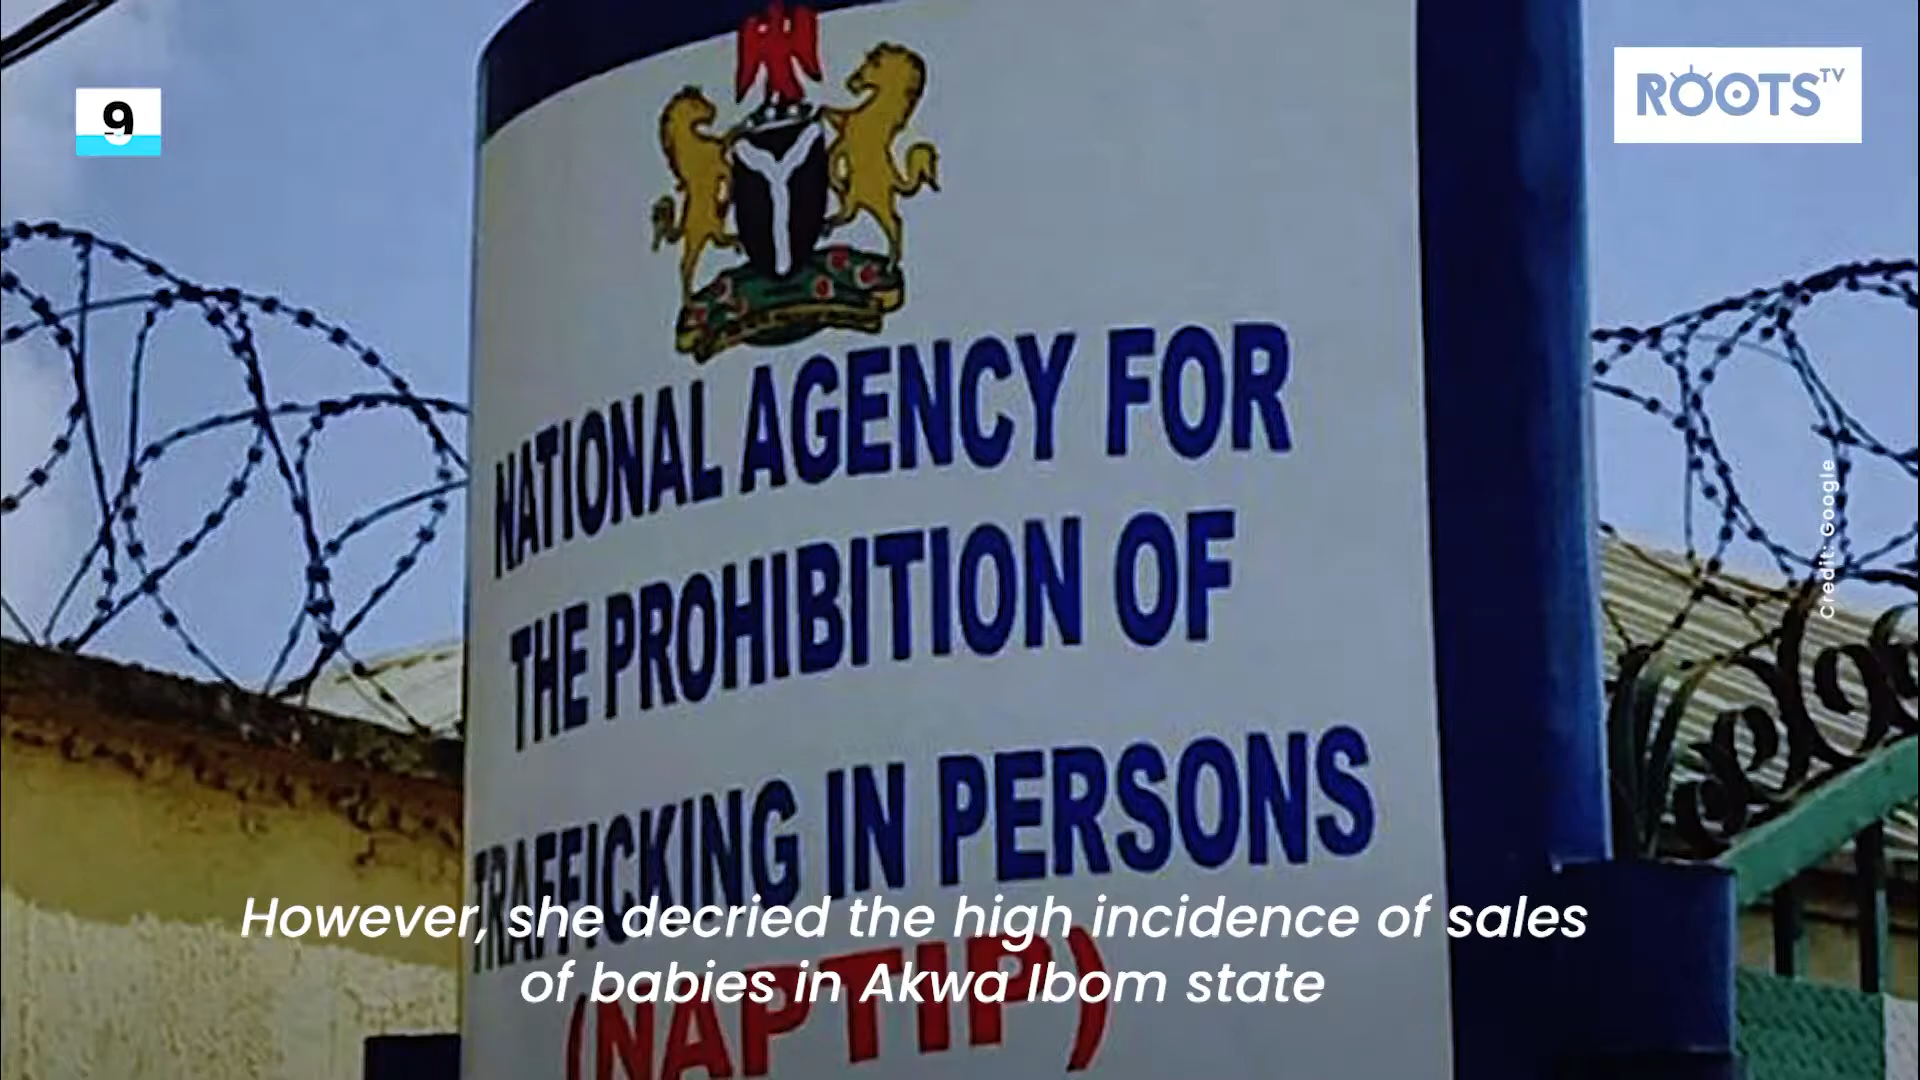 9
ROOTS TV
NATIONAL AGENCY FOR
THE PROHIBITION OF
TRAFFICKING IN PERSONS
(NAPTIP)
Credit: Google
However, she decried the high incidence of sales
of babies in Akwa Ibom state